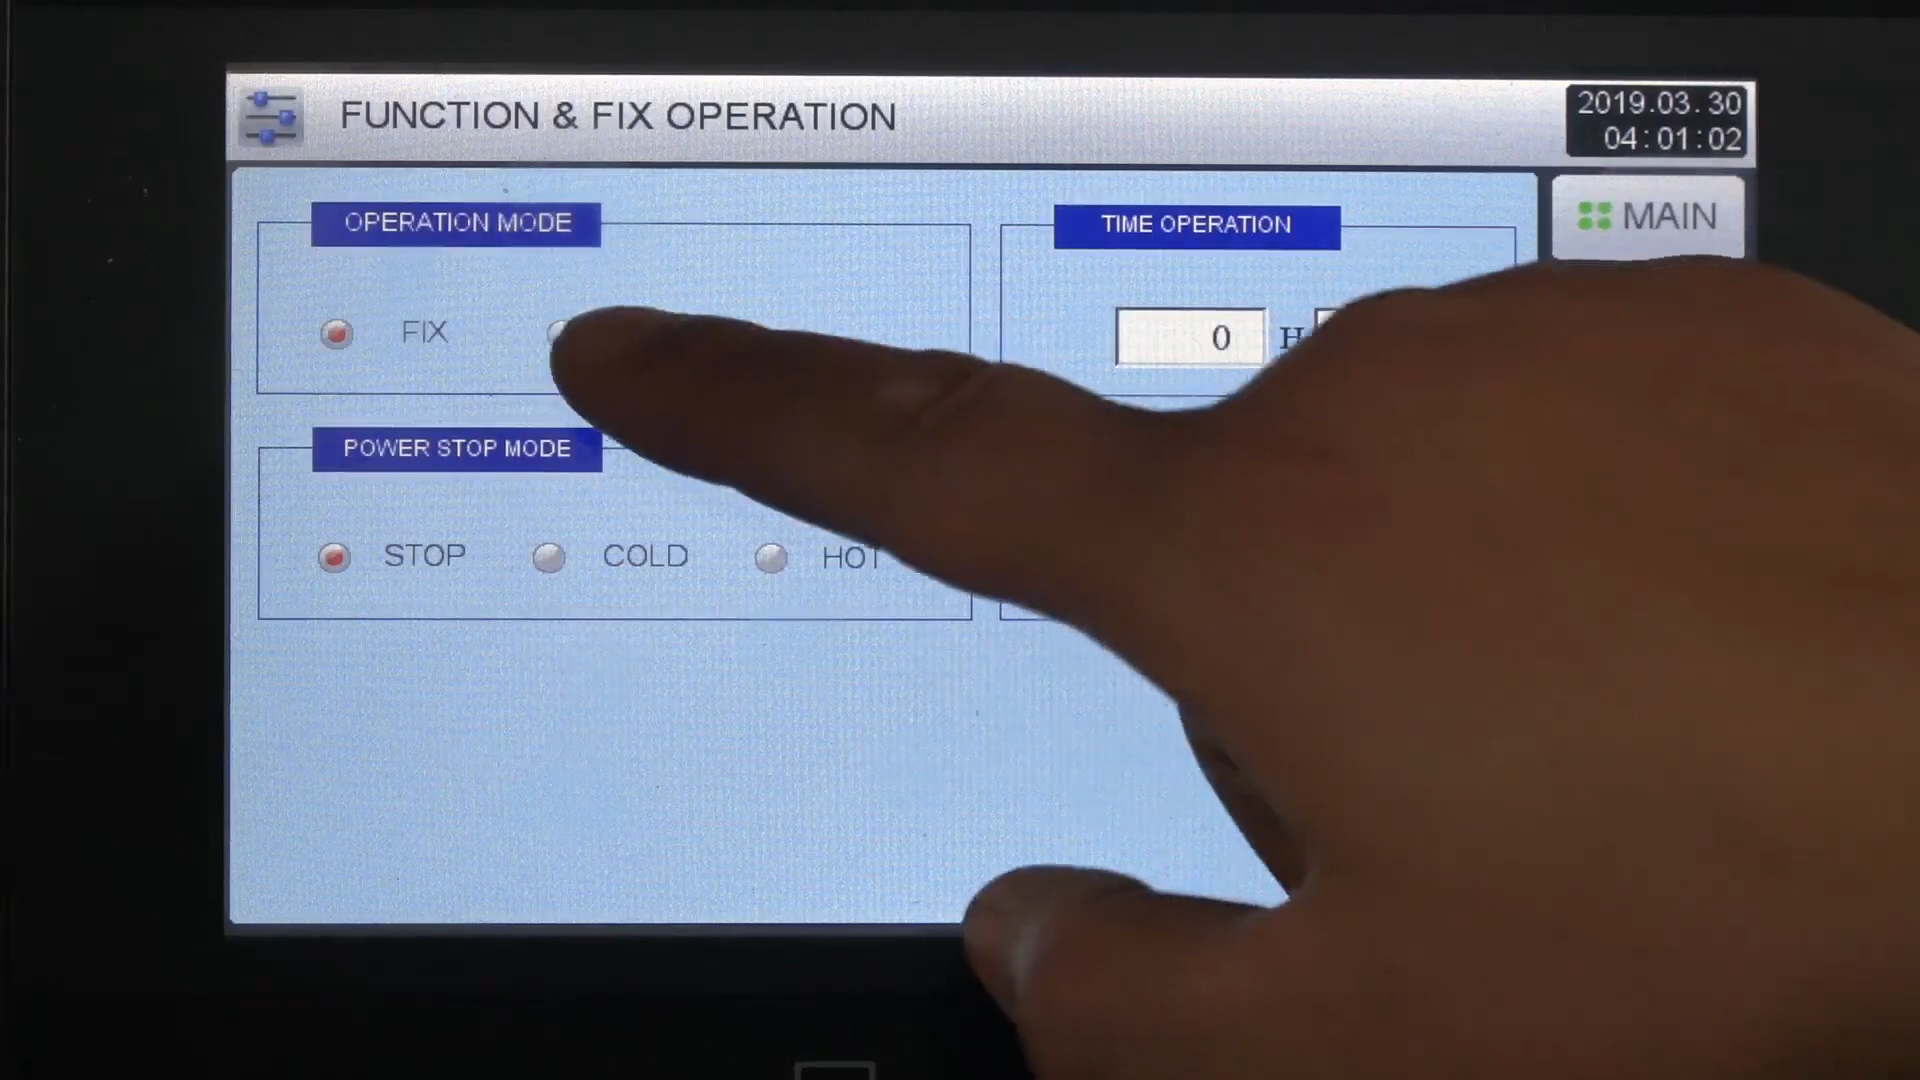 FUNCTION & FIX OPERATION
2019.03.30
04:01:02
MAIN
OPERATION MODE
TIME OPERATION
FIX
0 H
POWER STOP MODE
STOP COLD HOT